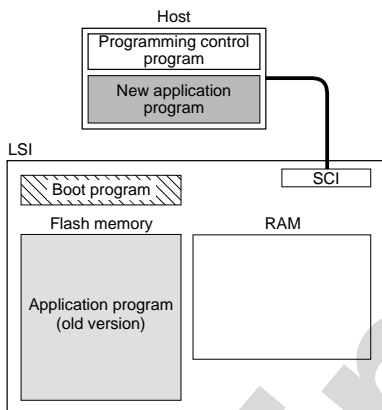 Host
Programming control
program
New application
program
LSI
SCI
Boot program
Flash memory
RAM
Application program
(old version)